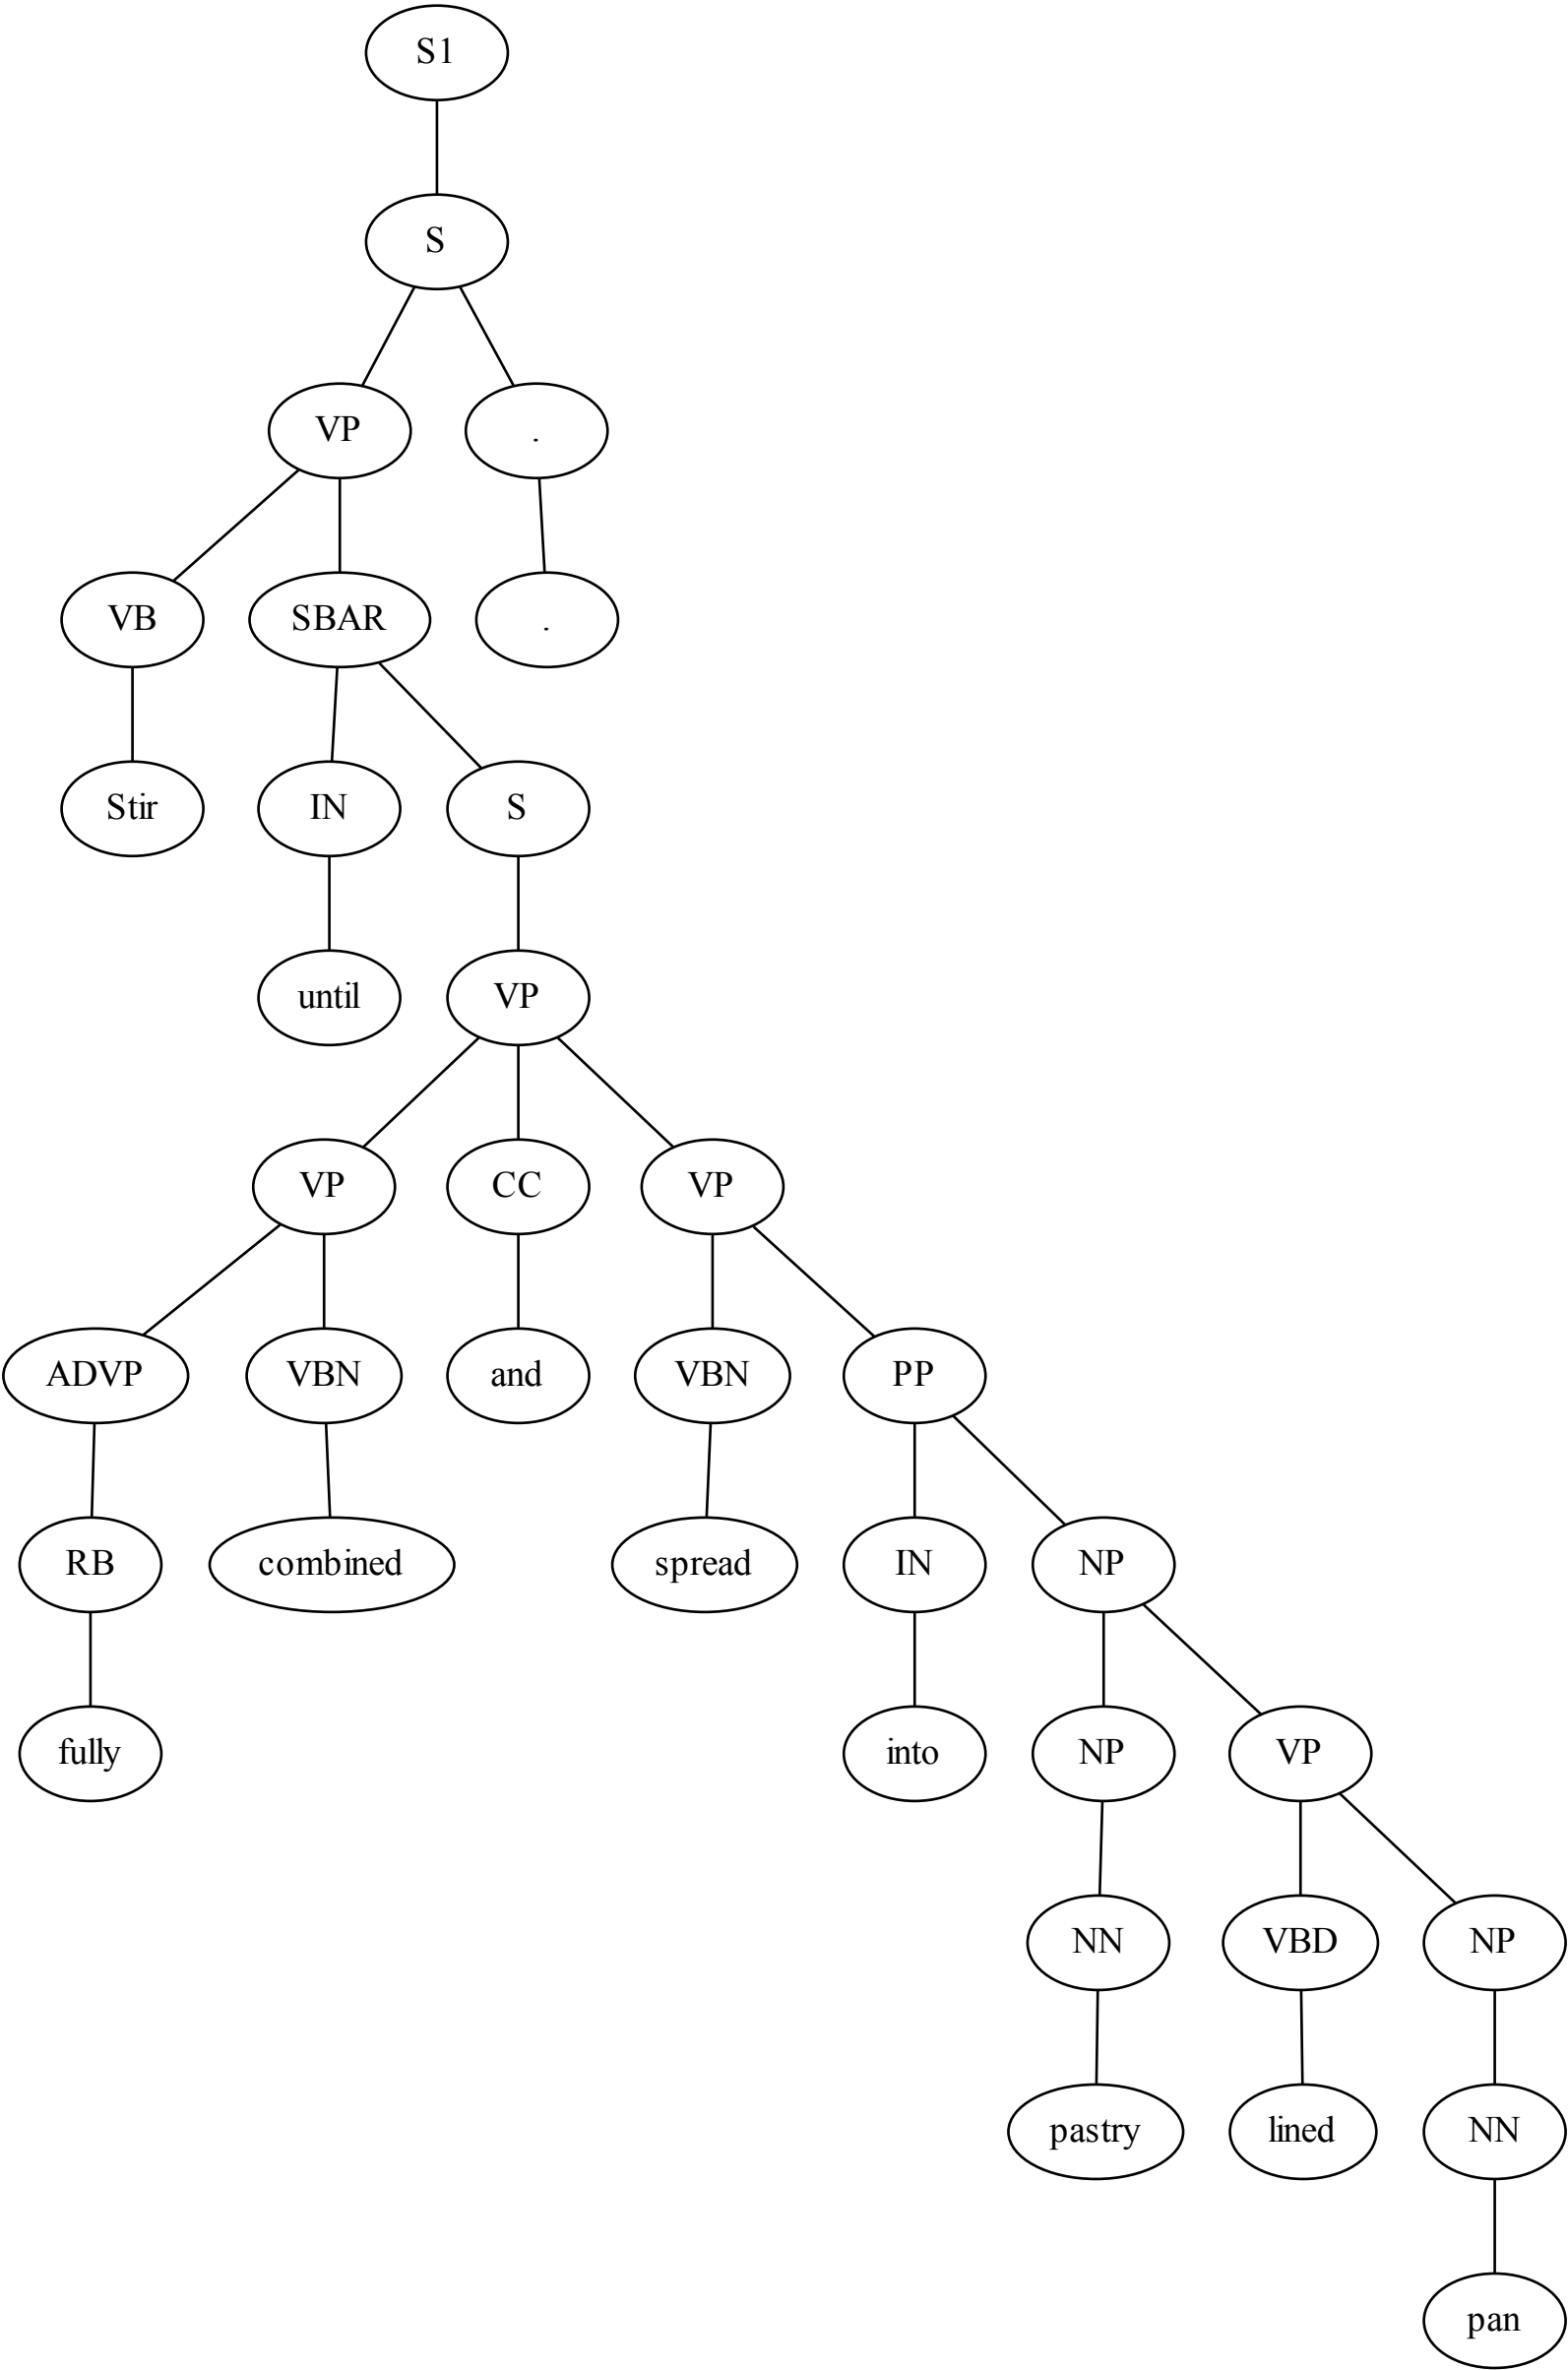 S1
S
VP .
VB SBAR .
Stir IN S
until VP
VP CC VP
ADVP VBN and VBN PP
RB combined spread IN NP
fully into NP VP
NN VBD NP
pastry lined NN
pan